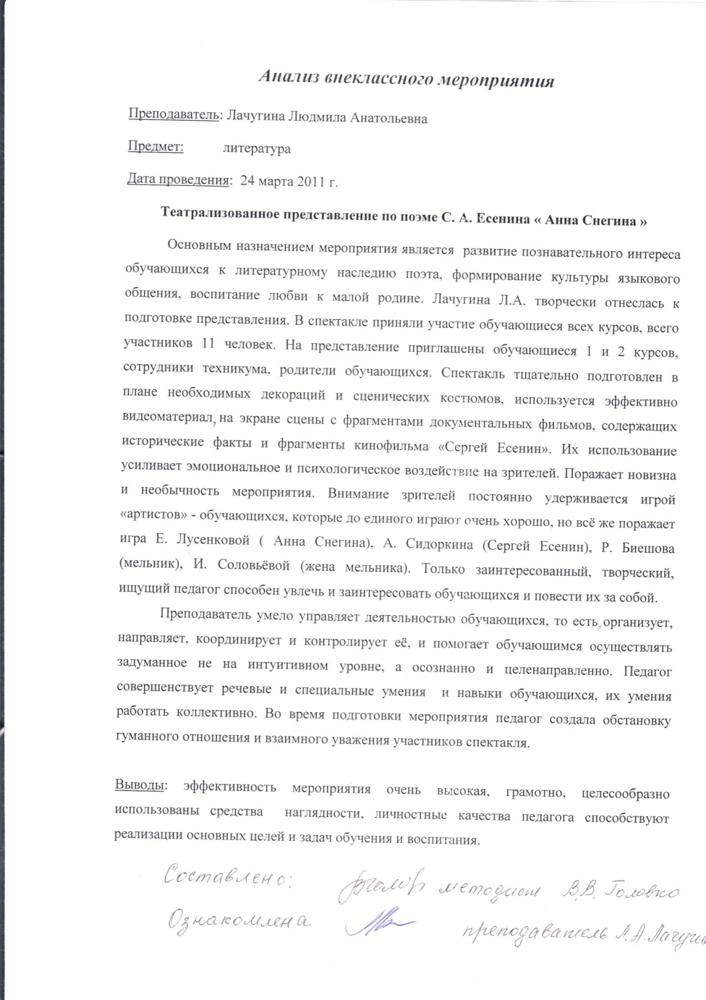 Анализ внеклассного мероприятия
Преподаватель: Лачугина Людмила Анатольевна
Предмет: литература
Дата проведения: 24 марта 2011 г.
Театрализованное представление по поэме С. А. Есенина « Анна Снегина »
Основным назначением мероприятия является развитие познавательного интереса
обучающихся к литературному наследию поэта, формирование культуры языкового
общения, воспитание любви к малой родине. Лачугина Л.А. творчески отнеслась к
подготовке представления. В спектакле приняли участие обучающиеся всех курсов, всего
участников 11 человек. На представление приглашены обучающиеся 1 и 2 курсов,
сотрудники техникума, родители обучающихся. Спектакль тщательно подготовлен в
плане необходимых декораций и сценических костюмов, используется эффективно
видеоматериал, на экране сцены с фрагментами документальных фильмов, содержащих
исторические факты и фрагменты кинофильма «Сергей Есенин». Их использование
усиливает эмоциональное и психологическое воздействие на зрителей. Поражает новизна
и необычность мероприятия. Внимание зрителей постоянно удерживается игрой
«артистов» - обучающихся, которые до единого играют очень хорошо, но всё же поражает
игра Е. Лусенковой ( Анна Снегина), А. Сидоркина (Сергей Есенин), Р. Биешова
(мельник), И. Соловьёвой (жена мельника). Только заинтересованный, творческий,
ищущий педагог способен увлечь и заинтересовать обучающихся и повести их за собой.
Преподаватель умело управляет деятельностью обучающихся, то есть, организует,
направляет, координирует и контролирует её, и помогает обучающимся осуществлять
задуманное не на интуитивном уровне, а осознанно и целенаправленно. Педагог
совершенствует речевые и специальные умения и навыки обучающихся, их умения
работать коллективно. Во время подготовки мероприятия педагог создала обстановку
гуманного отношения и взаимного уважения участников спектакля.
Выводы: эффективность мероприятия очень высокая, грамотно, целесообразно
использованы средства наглядности, личностные качества педагога способствуют
реализации основных целей и задач обучения и воспитания.
Составлено: методист В.В. Головко
Ознакомлена преподаватель Л.А.Лачугин